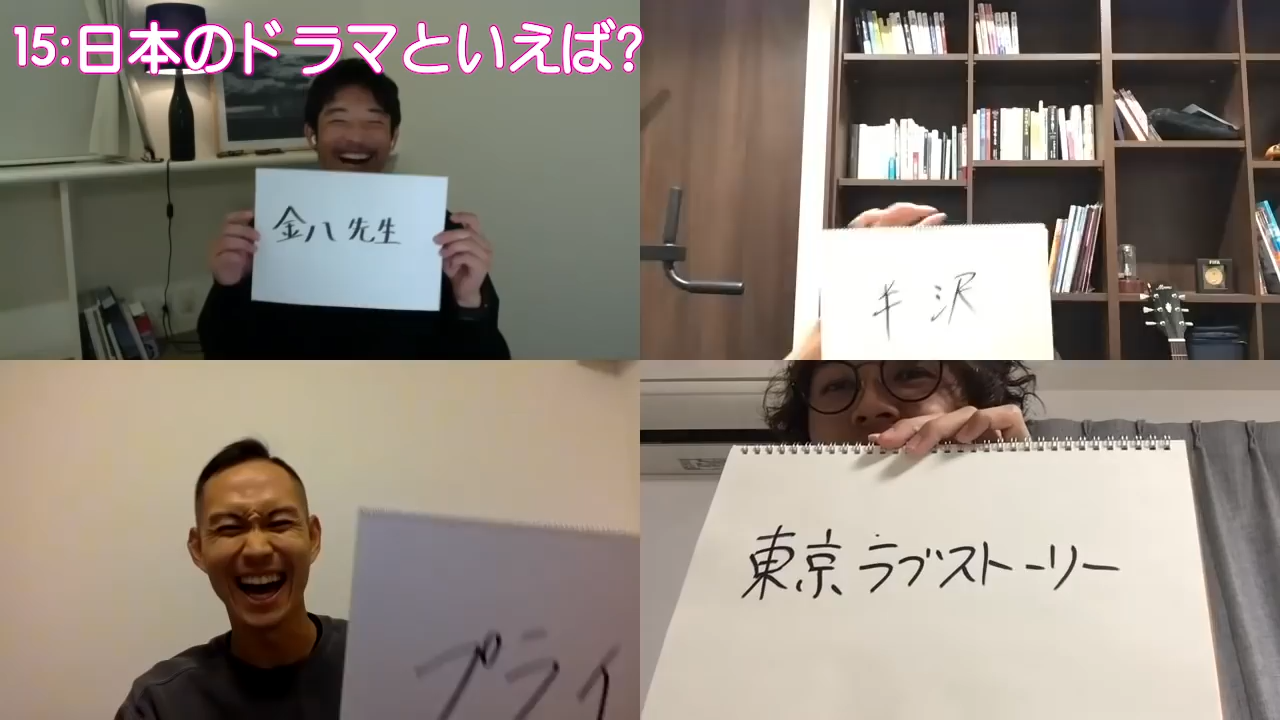 15:日本のドラマといえば?
金八先生
半沢
プライ
東京ラブストーリー